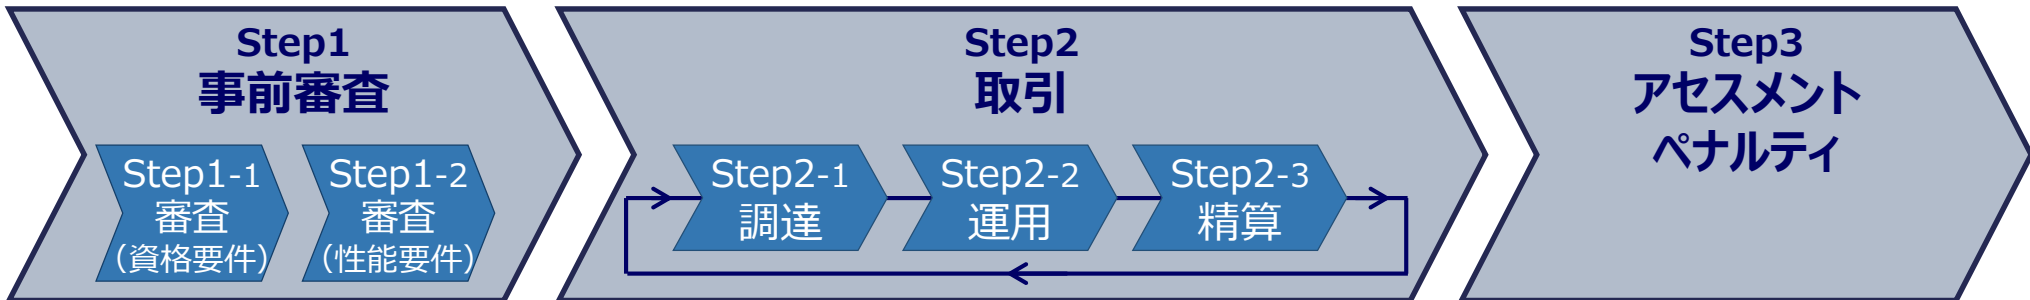 Step1
事前審査
Step1-1
審査
（資格要件）
Step1-2
審査
（性能要件）
Step2
取引
Step2-1
調達
Step2-2
運用
Step2-3
精算
Step3
アセスメント
ペナルティ